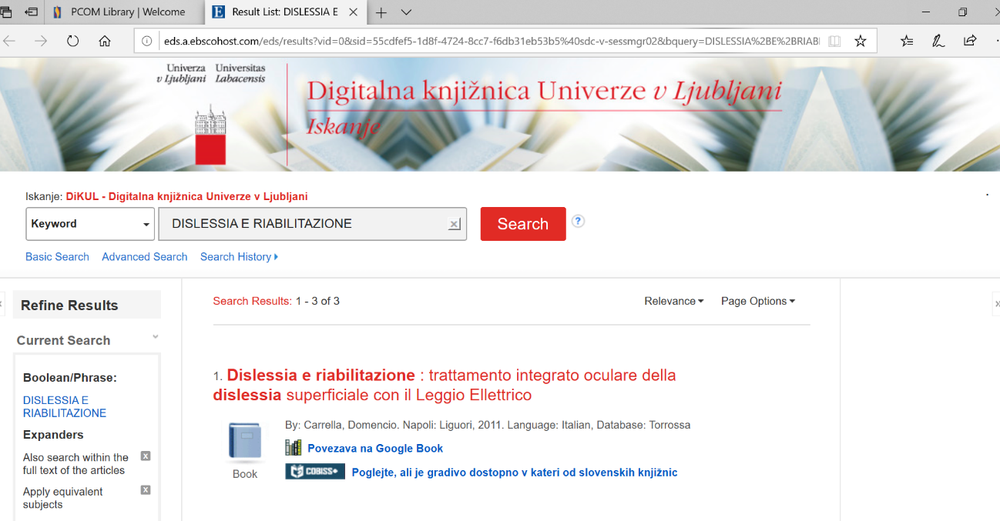 PCOM Library | Welcome
Result List: DISLESSIA E
eds.a.ebscohost.com/eds/results?vid=0&sid=55cdfef5-1d8f-4724-8cc7-f6db31eb53b5%40sdc-v-sessmgr02&bquery=DISLESSIA%2BE%2BRIABI
Univerza Universitas
v Ljubljani Labacensis
Digitalna knjižnica Univerze v Ljubljani
Iskanje
Iskanje: DiKUL - Digitalna knjižnica Univerze v Ljubljani
Keyword
DISLESSIA E RIABILITAZIONE
Search
?
Basic Search Advanced Search Search History
Refine Results
Current Search
Boolean/Phrase:
DISLESSIA E
RIABILITAZIONE
Expanders
Also search within the
full text of the articles
Apply equivalent
subjects
Search Results: 1 - 3 of 3
Relevance
Page Options
1. Dislessia e riabilitazione : trattamento integrato oculare della
dislessia superficiale con il Leggio Ellettrico
By: Carrella, Domencio. Napoli: Liguori, 2011. Language: Italian, Database: Torrossa
Povezava na Google Book
COBISS+ Poglejte, ali je gradivo dostopno v kateri od slovenskih knjižnic
Book